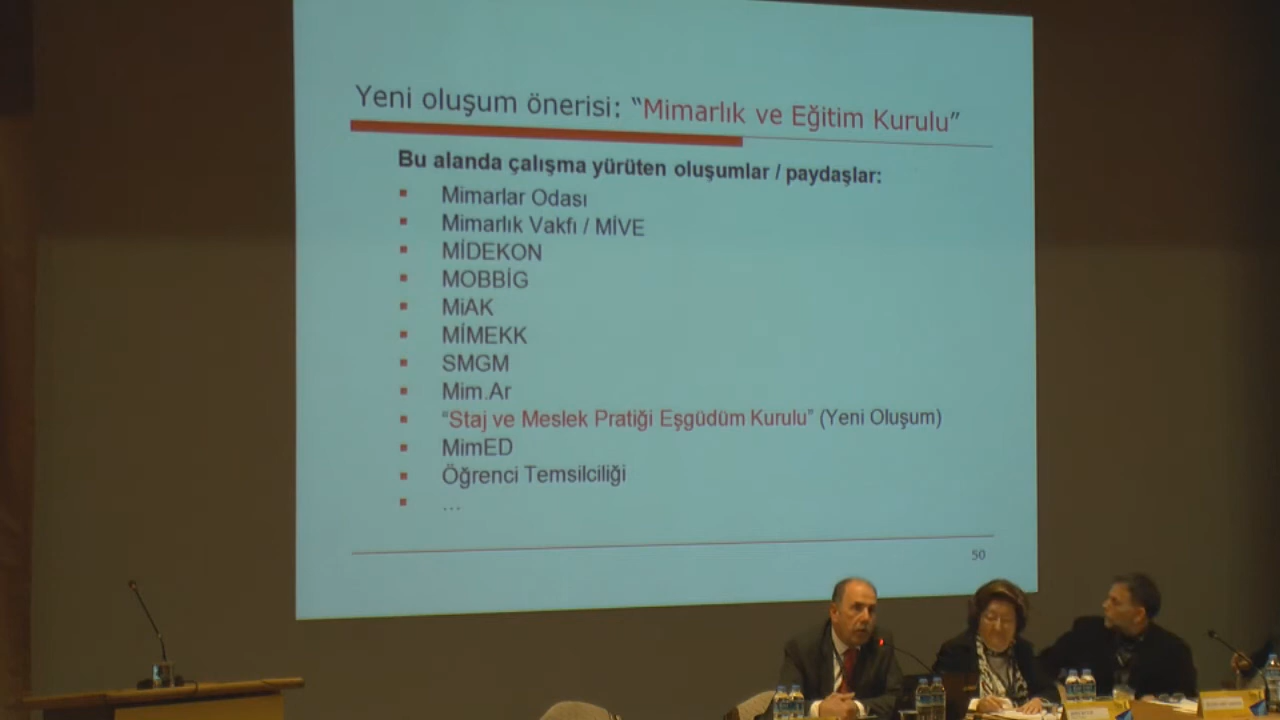 Yeni oluşum önerisi: “Mimarlık ve Eğitim Kurulu”
Bu alanda çalışma yürüten oluşumlar / paydaşlar:
Mimarlar Odası
Mimarlık Vakfı / MİVE
MİDEKON
MOBBİG
MiAK
MİMEKK
SMGM
Mim.Ar
“Staj ve Meslek Pratiği Eşgüdüm Kurulu” (Yeni Oluşum)
MimED
Öğrenci Temsilciliği
…
50